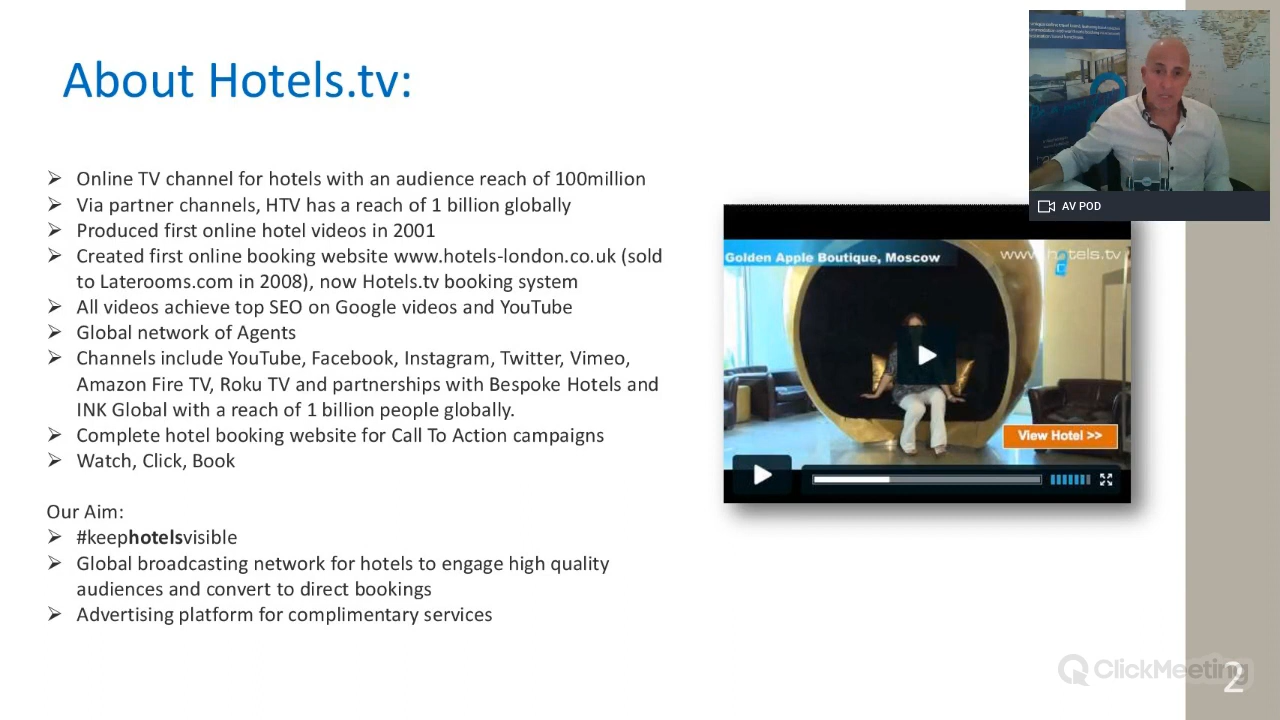 About Hotels.tv:
➢ Online TV channel for hotels with an audience reach of 100million
➢ Via partner channels, HTV has a reach of 1 billion globally
➢ Produced first online hotel videos in 2001
➢ Created first online booking website www.hotels-london.co.uk (sold
to Laterooms.com in 2008), now Hotels.tv booking system
➢ All videos achieve top SEO on Google videos and YouTube
➢ Global network of Agents
➢ Channels include YouTube, Facebook, Instagram, Twitter, Vimeo,
Amazon Fire TV, Roku TV and partnerships with Bespoke Hotels and
INK Global with a reach of 1 billion people globally.
➢ Complete hotel booking website for Call To Action campaigns
➢ Watch, Click, Book
Our Aim:
➢ #keephotelsvisible
➢ Global broadcasting network for hotels to engage high quality
audiences and convert to direct bookings
➢ Advertising platform for complimentary services
AV POD
Golden Apple Boutique, Moscow
www.hotels.tv
View Hotel >>
ClickMeeting
2